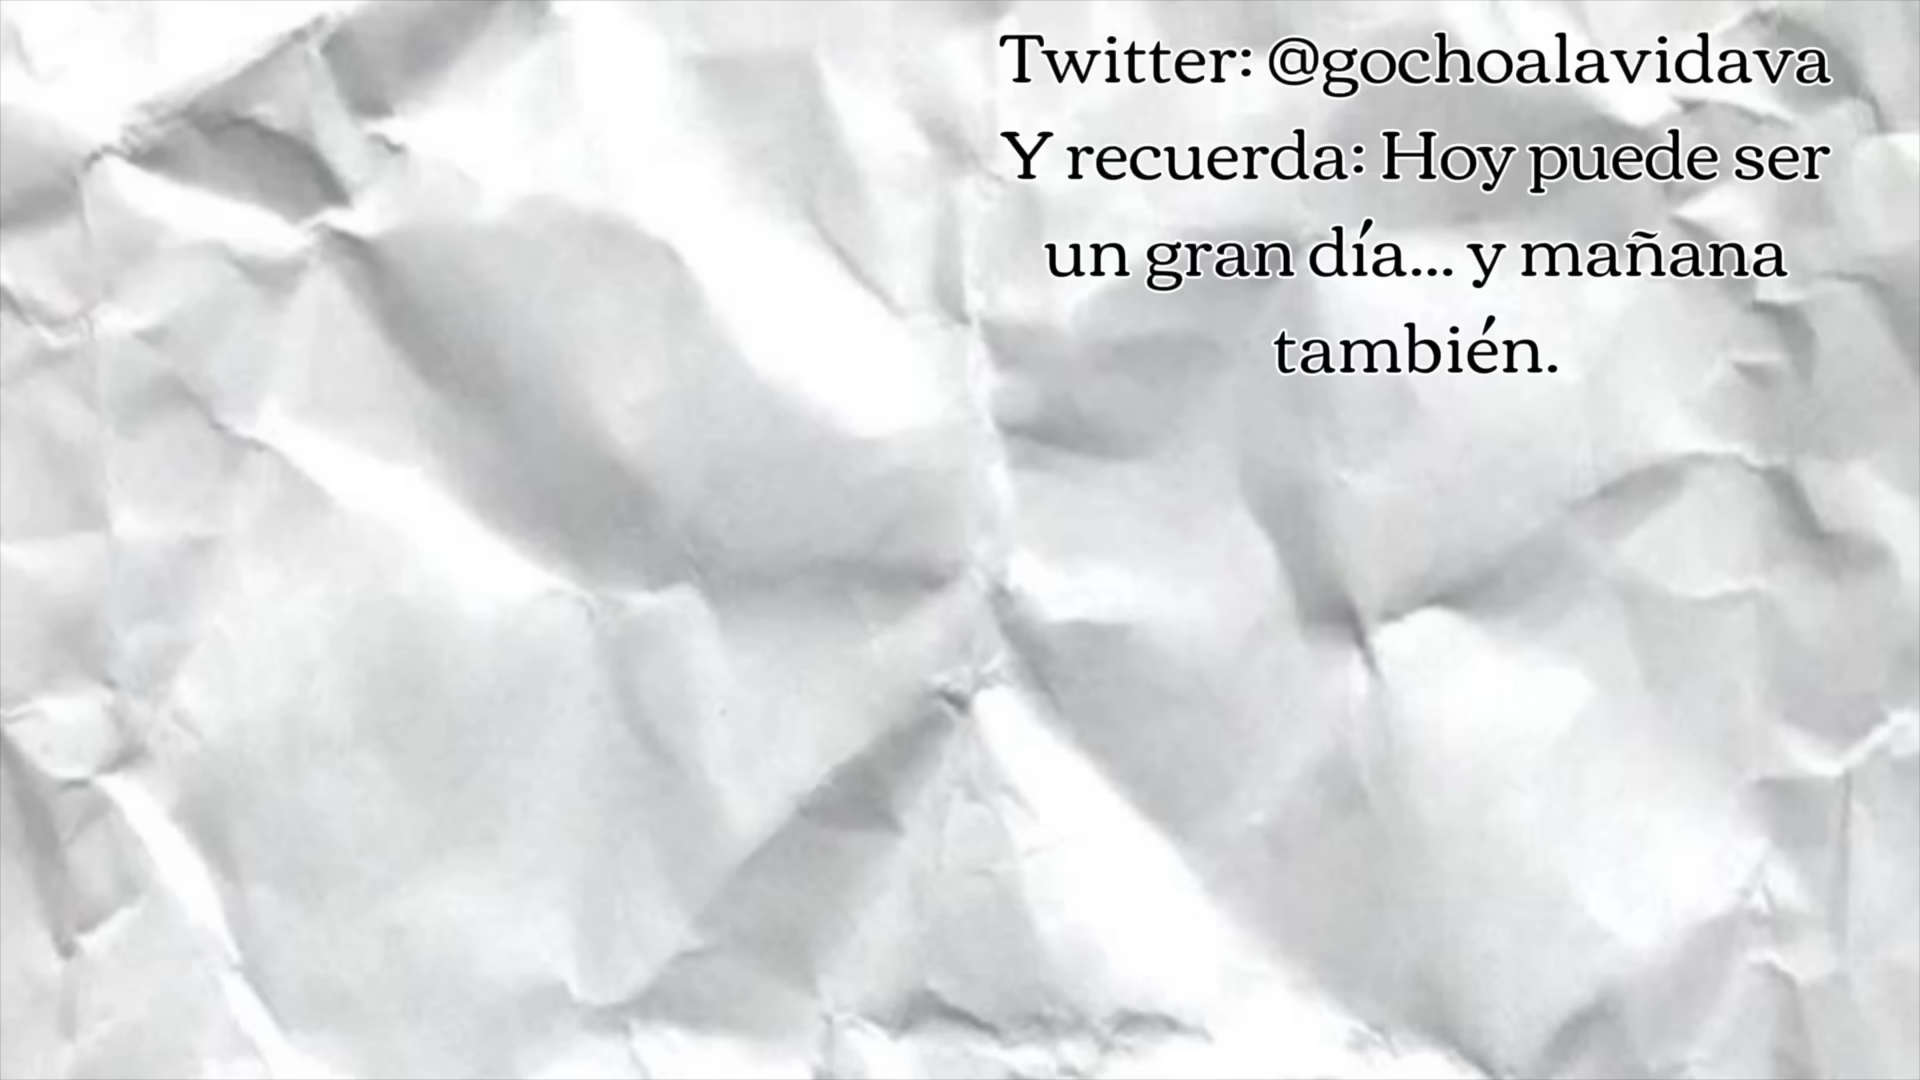 Twitter: @gochoalavidava
Y recuerda: Hoy puede ser
un gran día... y mañana
también.